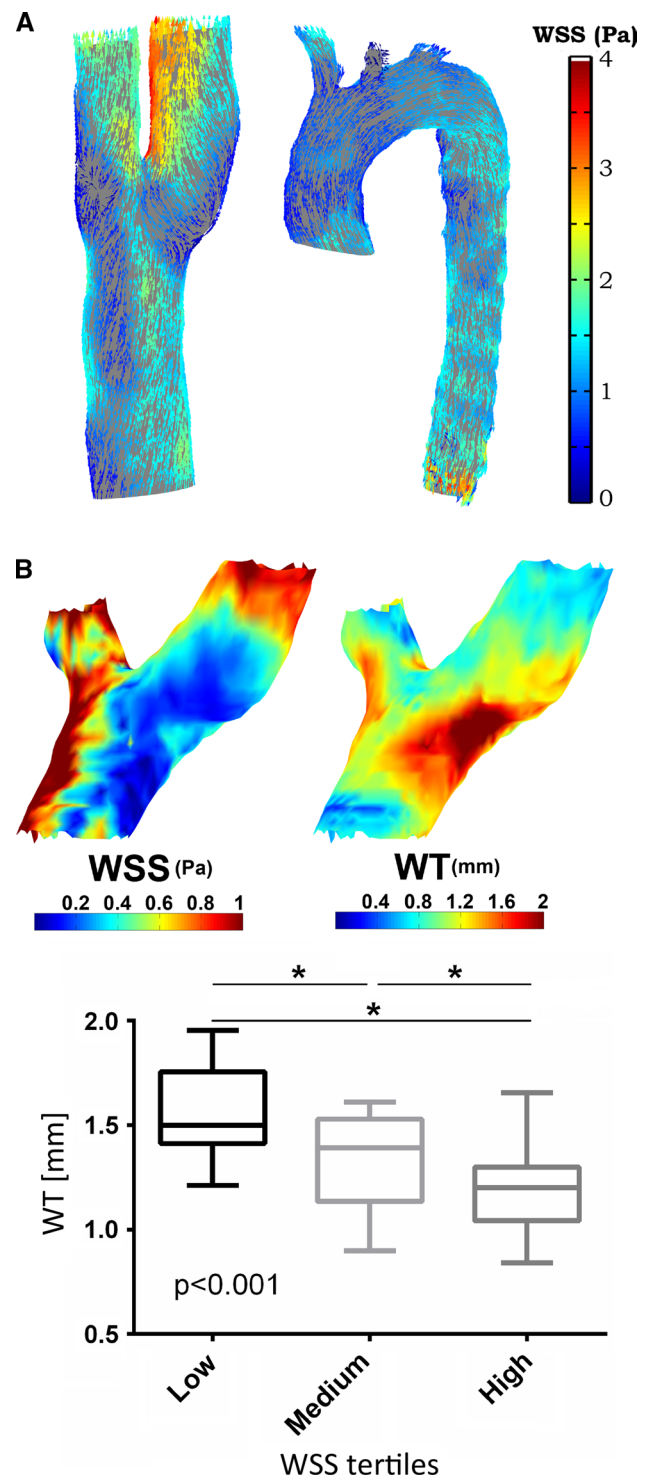 A
WSS (Pa)
4
3
2
1
0
B
WSS (Pa)
0.2 0.4 0.6 0.8 1
WT (mm)
0.4 0.8 1.2 1.6 2
* *
*
2.0
1.5
1.0
0.5
WT [mm]
p<0.001
Low
Medium
High
WSS tertiles